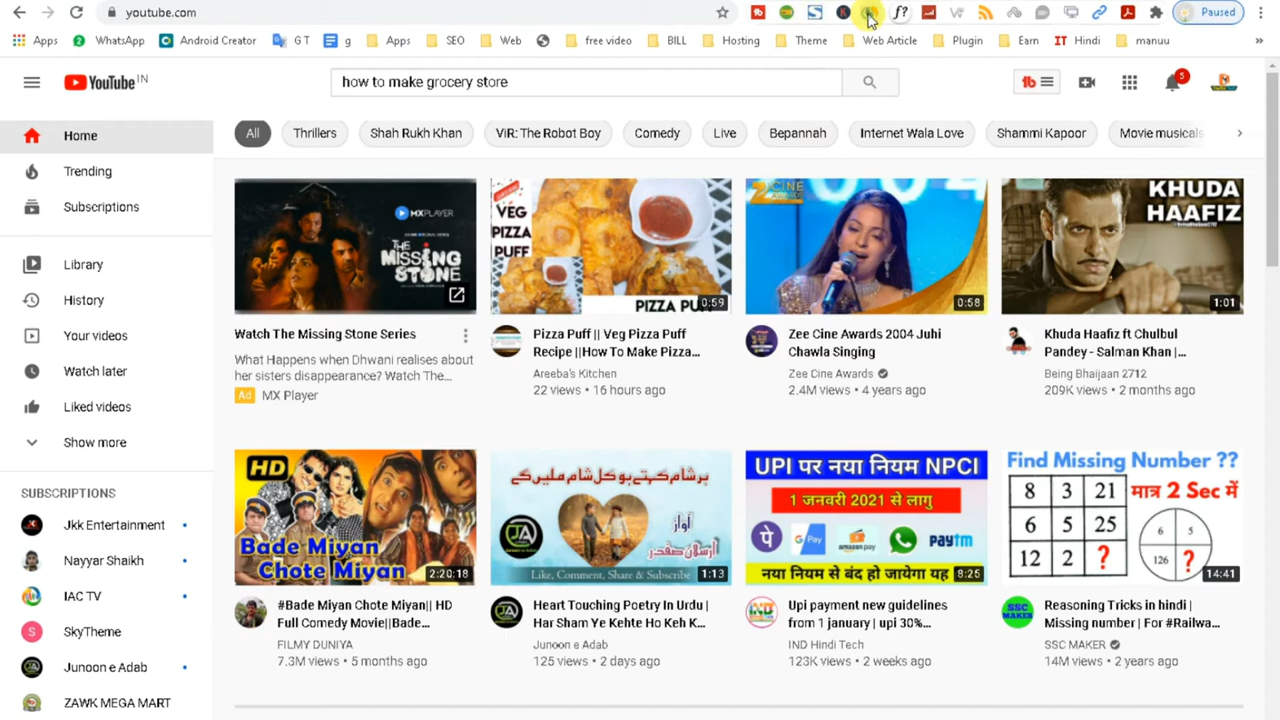 youtube.com
Paused
Apps
WhatsApp
Android Creator
G T
g
Apps
SEO
Web
free video
BILL
Hosting
Theme
Web Article
Plugin
Earn
IT Hindi
manuu
YouTube IN
how to make grocery store
5
Home
Trending
Subscriptions
Library
History
Your videos
Watch later
Liked videos
Show more
SUBSCRIPTIONS
Jkk Entertainment
Nayyar Shaikh
IAC TV
SkyTheme
Junoon e Adab
ZAWK MEGA MART
All
Thrillers
Shah Rukh Khan
ViR: The Robot Boy
Comedy
Live
Bepannah
Internet Wala Love
Shammi Kapoor
Movie musicals
MXPLAYER
THE
MISSING
STONE
Watch The Missing Stone Series
What Happens when Dhwani realises about
her sisters disappearance? Watch The...
Ad MX Player
VEG
PIZZA
PUFF
0:59
Pizza Puff || Veg Pizza Puff
Recipe ||How To Make Pizza...
Areeba's Kitchen
22 views • 16 hours ago
ZEE
CINE
AWARDS
0:58
Zee Cine Awards 2004 Juhi
Chawla Singing
Zee Cine Awards
2.4M views • 4 years ago
KHUDA
HAAFIZ
1:01
Khuda Haafiz ft Chulbul
Pandey - Salman Khan |...
Being Bhaijaan 2712
209K views • 2 months ago
HD
Bade Miyan
Chote Miyan
2:20:18
#Bade Miyan Chote Miyan|| HD
Full Comedy Movie||Bade...
FILMY DUNIYA
7.3M views • 5 months ago
ہر شام کہتے ہو کل شام ملیں گے
آواز
ارسلان صفدر
JA
Like, Comment, Share & Subscribe
1:13
Heart Touching Poetry In Urdu |
Har Sham Ye Kehte Ho Keh K...
Junoon e Adab
125 views • 2 days ago
UPI पर नया नियम NPCI
1 जनवरी 2021 से लागु
G Pay
amazon pay
paytm
नया नियम से बंद हो जायेगा यह
8:25
Upi payment new guidelines
from 1 january | upi 30%...
IND Hindi Tech
123K views • 2 weeks ago
Find Missing Number ??
8 3 21
6 5 25
12 2 ?
मात्र 2 Sec में
6 5
126 ?
14:41
Reasoning Tricks in hindi |
Missing number | For #Railwa...
SSC MAKER
14M views • 2 years ago